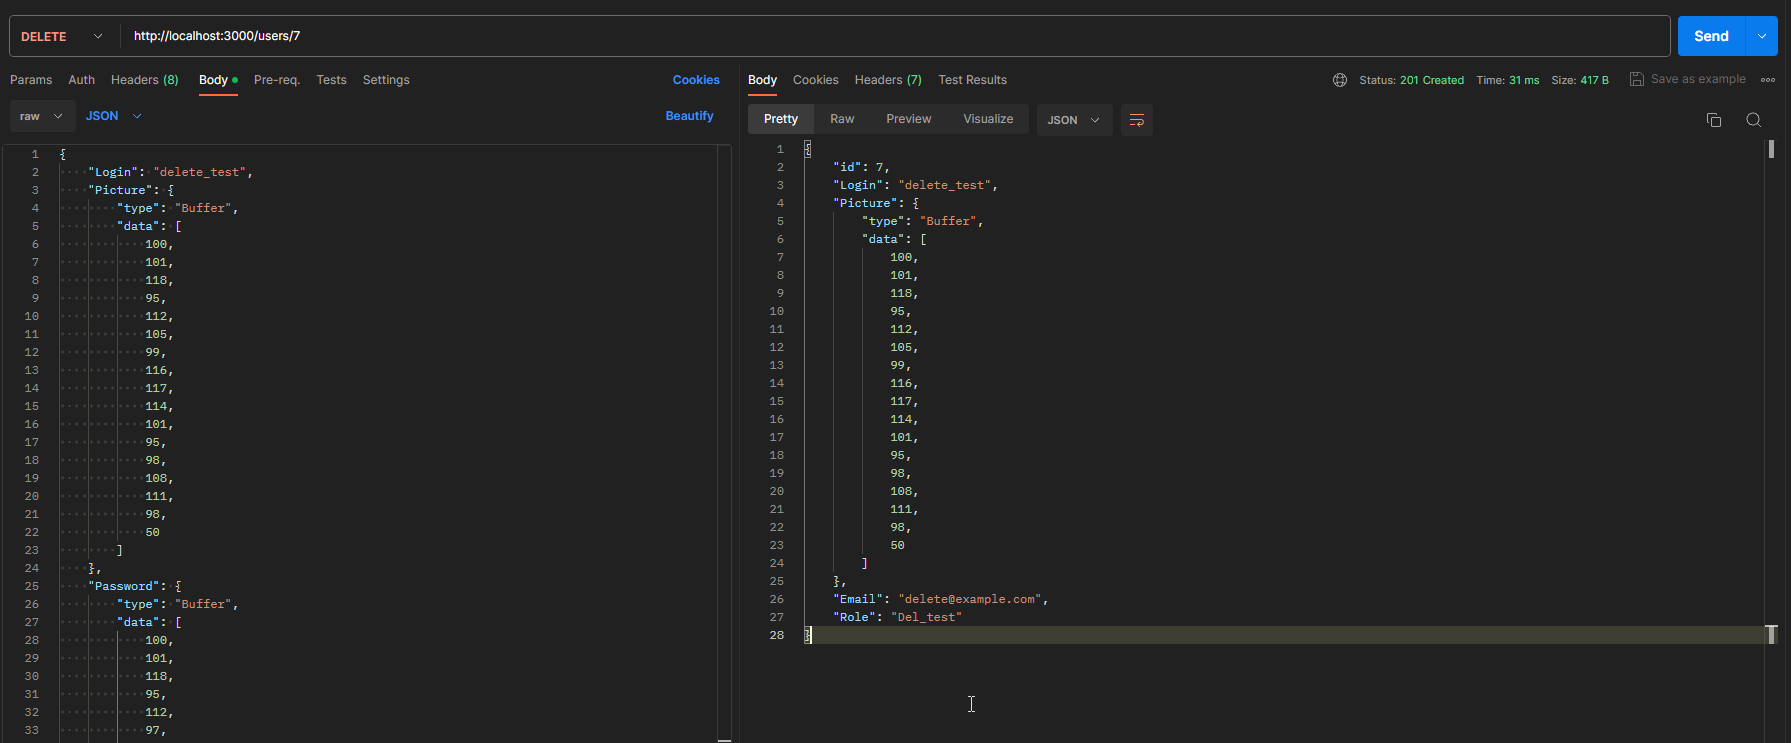 DELETE http://localhost:3000/users/7 Send
Params Auth Headers (8) Body Pre-req. Tests Settings Cookies
raw JSON Beautify
1 {
2 "Login": "delete_test",
3 "Picture": {
4 "type": "Buffer",
5 "data": [
6 100,
7 101,
8 118,
9 95,
10 112,
11 105,
12 99,
13 116,
14 117,
15 114,
16 101,
17 95,
18 98,
19 108,
20 111,
21 98,
22 50
23 ]
24 },
25 "Password": {
26 "type": "Buffer",
27 "data": [
28 100,
29 101,
30 118,
31 95,
32 112,
33 97,
Body Cookies Headers (7) Test Results Status: 201 Created Time: 31 ms Size: 417 B Save as example
Pretty Raw Preview Visualize JSON
1 {
2 "id": 7,
3 "Login": "delete_test",
4 "Picture": {
5 "type": "Buffer",
6 "data": [
7 100,
8 101,
9 118,
10 95,
11 112,
12 105,
13 99,
14 116,
15 117,
16 114,
17 101,
18 95,
19 98,
20 108,
21 111,
22 98,
23 50
24 ]
25 },
26 "Email": "delete@example.com",
27 "Role": "Del_test"
28 }